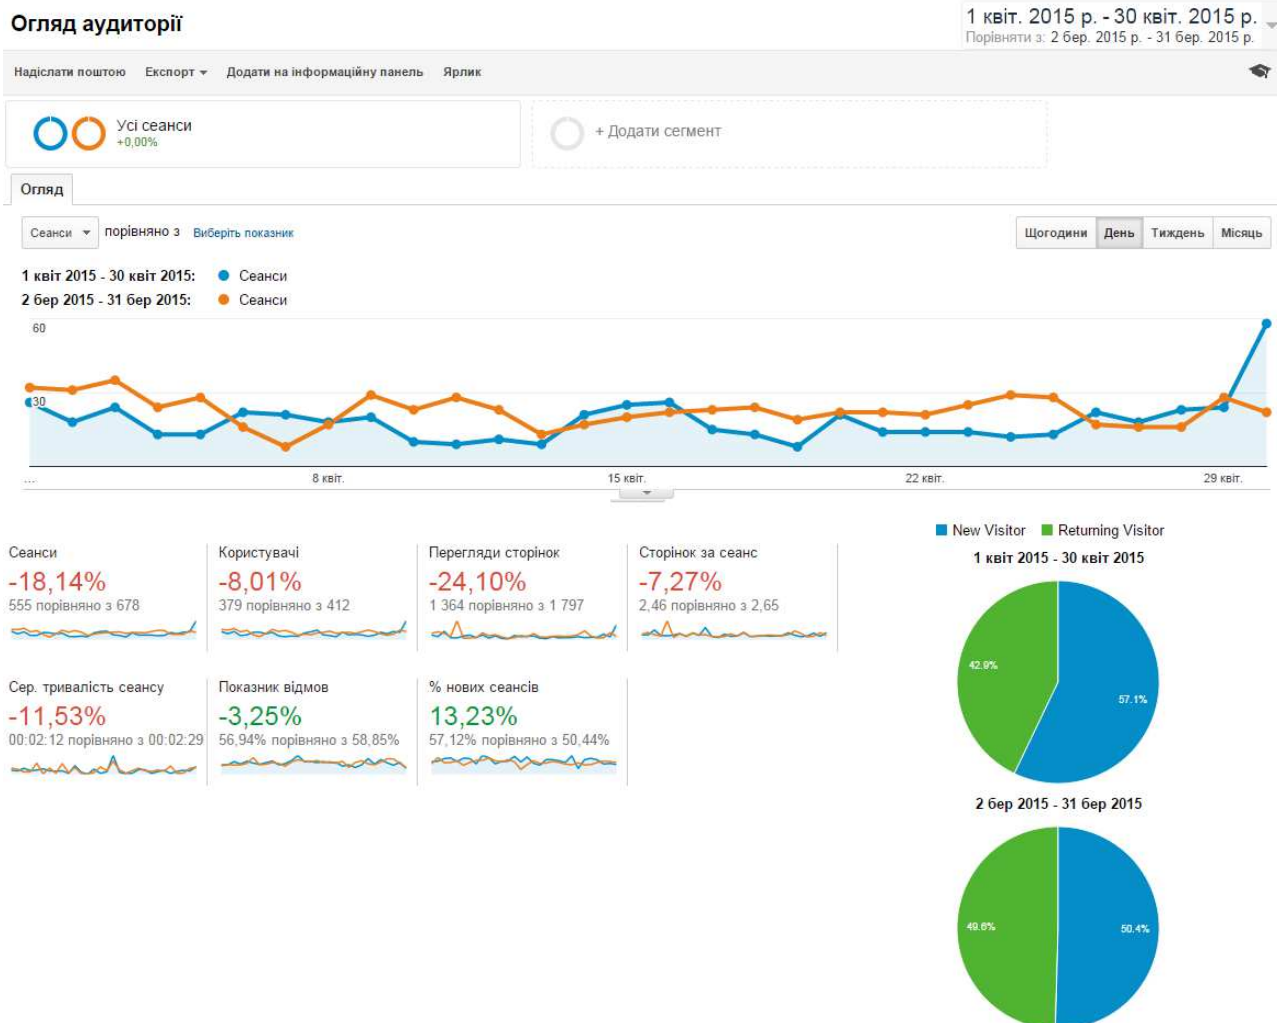 Огляд аудиторії
1 квіт. 2015 р. - 30 квіт. 2015 р.
Порівняти з: 2 бер. 2015 р. - 31 бер. 2015 р.
Надіслати поштою Експорт Додати на інформаційну панель Ярлик
Усі сеанси
+0,00%
+ Додати сегмент
Огляд
Сеанси порівняно з Виберіть показник
Щогодини День Тиждень Місяць
1 квіт 2015 - 30 квіт 2015: Сеанси
2 бер 2015 - 31 бер 2015: Сеанси
60
30
... 8 квіт. 15 квіт. 22 квіт. 29 квіт.
Сеанси
-18,14%
555 порівняно з 678
Користувачі
-8,01%
379 порівняно з 412
Перегляди сторінок
-24,10%
1 364 порівняно з 1 797
Сторінок за сеанс
-7,27%
2,46 порівняно з 2,65
Сер. тривалість сеансу
-11,53%
00:02:12 порівняно з 00:02:29
Показник відмов
-3,25%
56,94% порівняно з 58,85%
% нових сеансів
13,23%
57,12% порівняно з 50,44%
New Visitor Returning Visitor
1 квіт 2015 - 30 квіт 2015
42.9%
57.1%
2 бер 2015 - 31 бер 2015
49.6%
50.4%